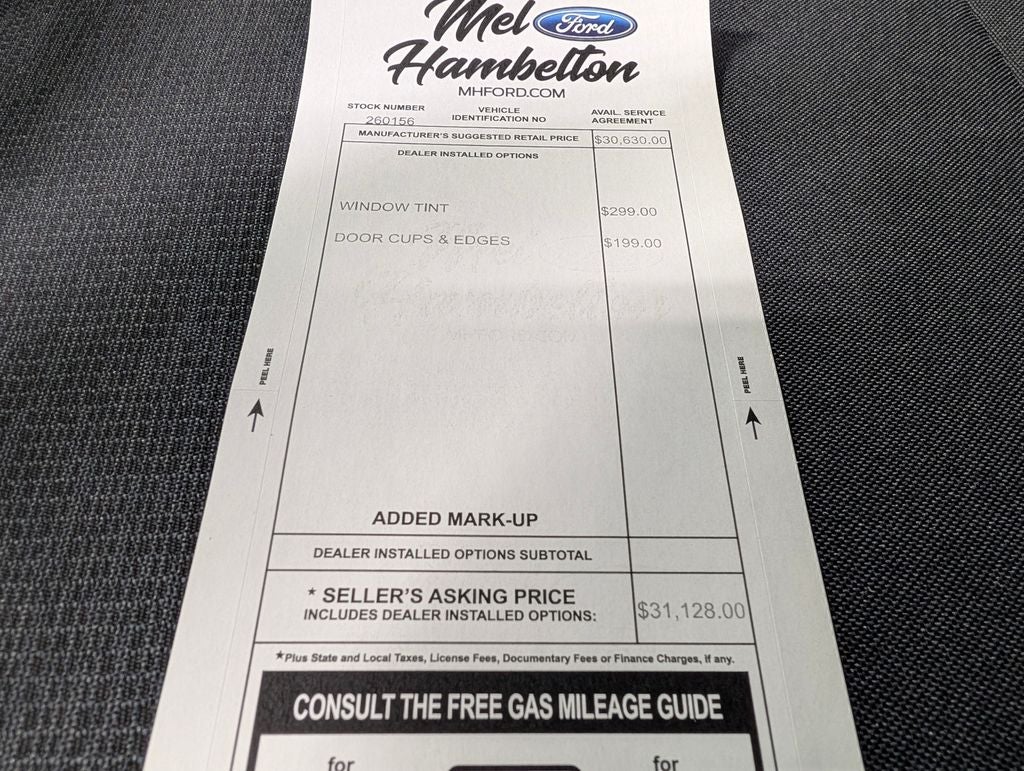 Mel Ford
Hambelton
MHFORD.COM
STOCK NUMBER
260156
VEHICLE
IDENTIFICATION NO
AVAIL. SERVICE
AGREEMENT
MANUFACTURER'S SUGGESTED RETAIL PRICE $30,630.00
DEALER INSTALLED OPTIONS
WINDOW TINT $299.00
DOOR CUPS & EDGES $199.00
PEEL HERE
PEEL HERE
ADDED MARK-UP
DEALER INSTALLED OPTIONS SUBTOTAL
* SELLER'S ASKING PRICE
INCLUDES DEALER INSTALLED OPTIONS: $31,128.00
*Plus State and Local Taxes, License Fees, Documentary Fees or Finance Charges, if any.
CONSULT THE FREE GAS MILEAGE GUIDE
for for